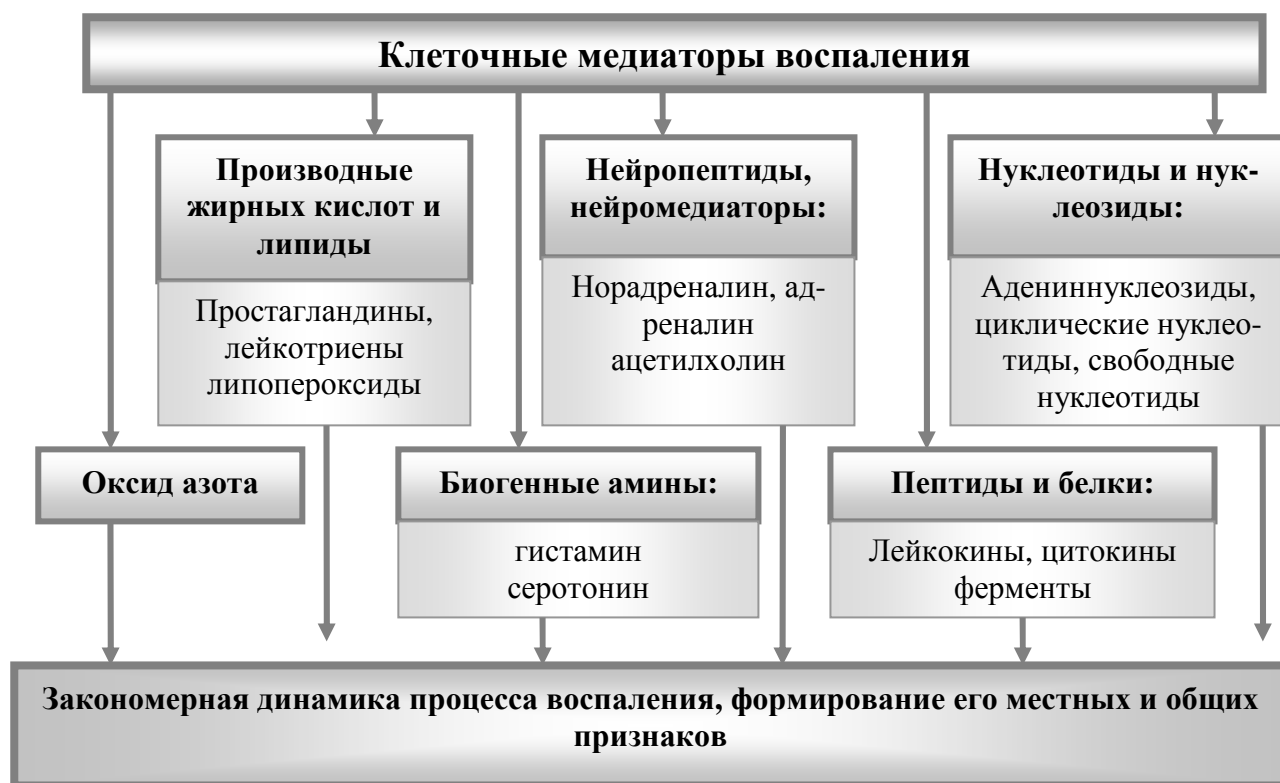 Клеточные медиаторы воспаления
Производные
жирных кислот и
липиды
Простагландины,
лейкотриены
липопероксиды
Нейропептиды,
нейромедиаторы:
Норадреналин, ад-
реналин
ацетилхолин
Нуклеотиды и нук-
леозиды:
Адениннуклеозиды,
циклические нуклео-
тиды, свободные
нуклеотиды
Оксид азота
Биогенные амины:
гистамин
серотонин
Пептиды и белки:
Лейкокины, цитокины
ферменты
Закономерная динамика процесса воспаления, формирование его местных и общих
признаков